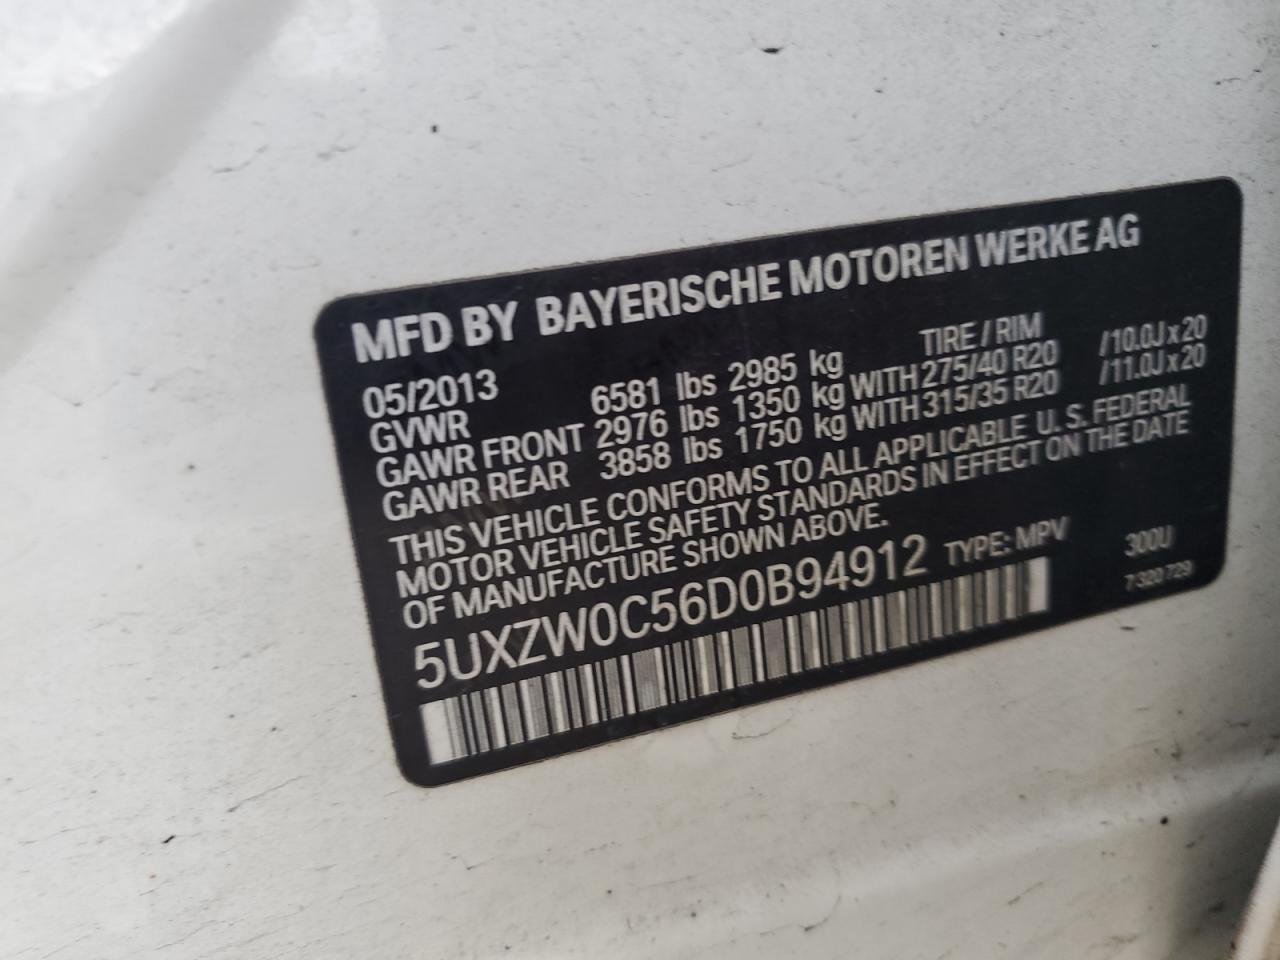 MFD BY BAYERISCHE MOTOREN WERKE AG
05/2013 TIRE / RIM
GVWR 6581 lbs 2985 kg
GAWR FRONT 2976 lbs 1350 kg WITH 275/40 R20 /10.0J x 20
GAWR REAR 3858 lbs 1750 kg WITH 315/35 R20 /11.0J x 20
THIS VEHICLE CONFORMS TO ALL APPLICABLE U. S. FEDERAL
MOTOR VEHICLE SAFETY STANDARDS IN EFFECT ON THE DATE
OF MANUFACTURE SHOWN ABOVE.
5UXZW0C56D0B94912 TYPE: MPV 300U
7 320 729